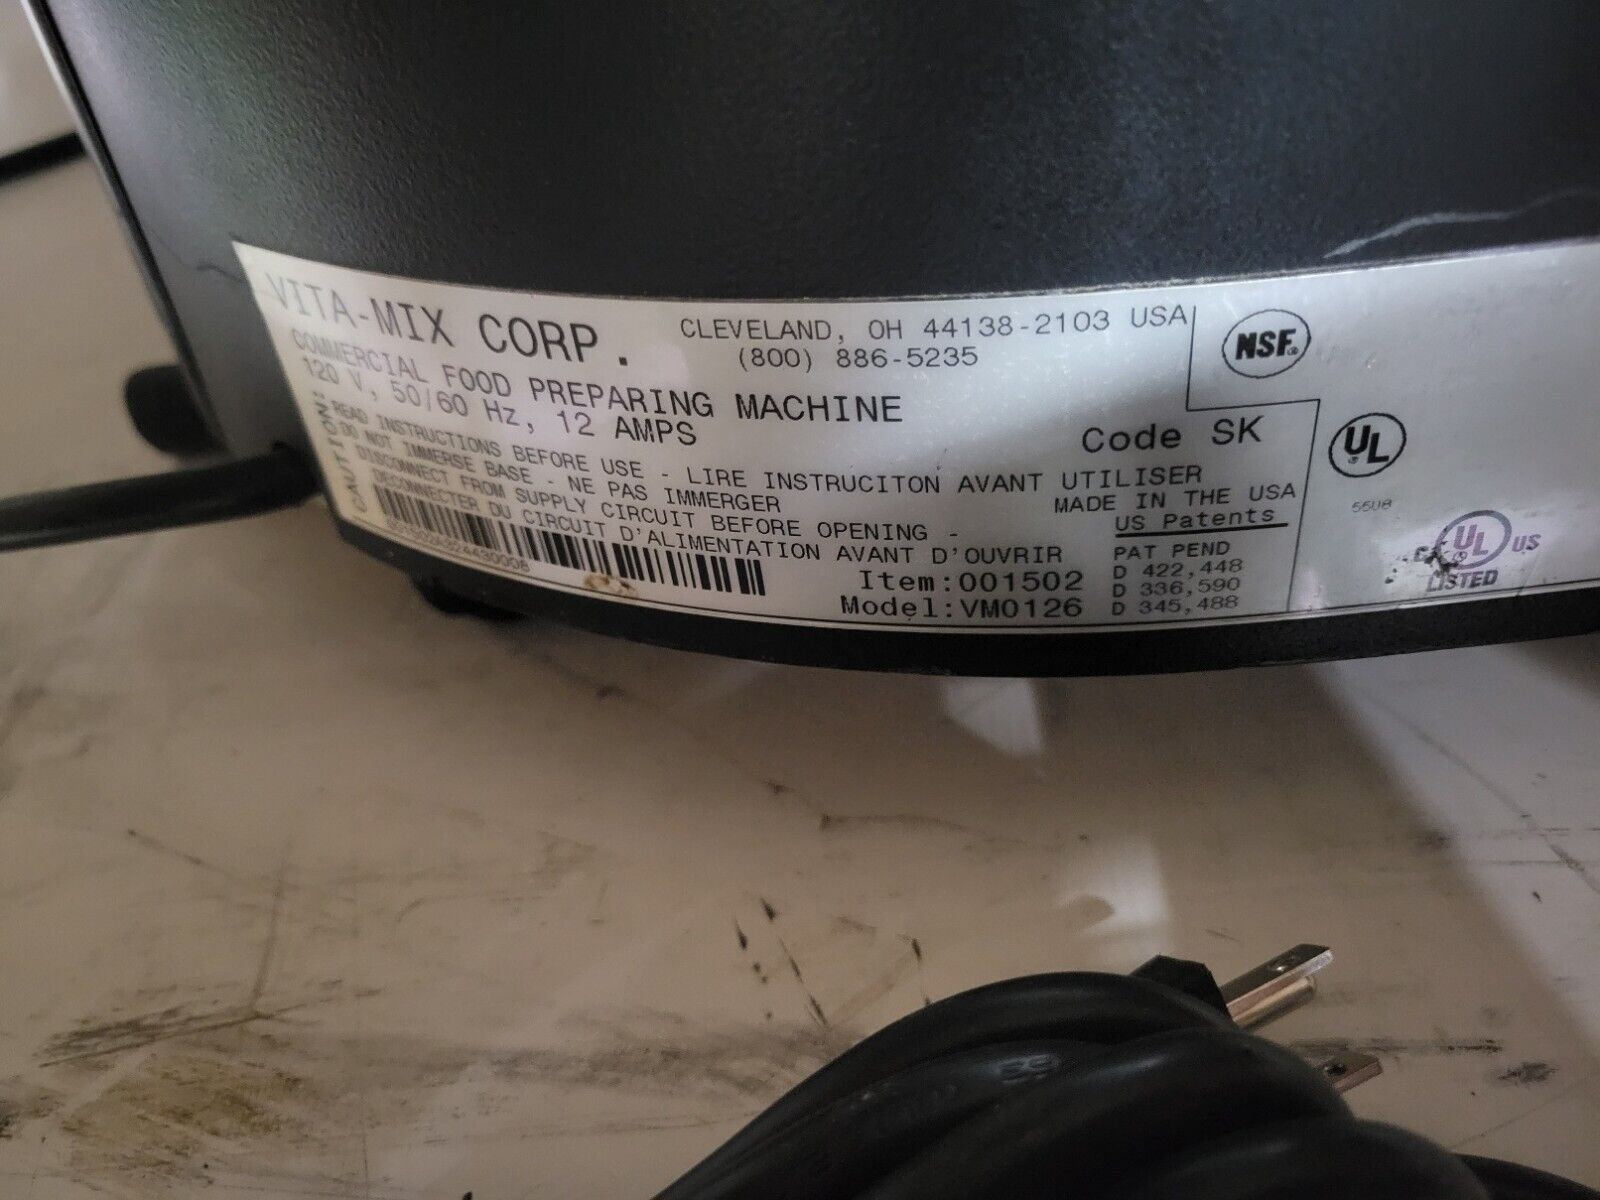 VITA-MIX CORP.
CLEVELAND, OH 44138-2103 USA
(800) 886-5235
COMMERCIAL FOOD PREPARING MACHINE
120 V, 50/60 Hz, 12 AMPS
Code SK
CAUTION:
READ INSTRUCTIONS BEFORE USE - LIRE INSTRUCITON AVANT UTILISER
DO NOT IMMERSE BASE - NE PAS IMMERGER
DISCONNECT FROM SUPPLY CIRCUIT BEFORE OPENING -
DECONNECTER DU CIRCUIT D'ALIMENTATION AVANT D'OUVRIR
MADE IN THE USA
US Patents
PAT PEND
D 422,448
D 336,590
D 345,488
Item:001502
Model:VM0126
NSF®
UL®
55U8
UL® US
LISTED